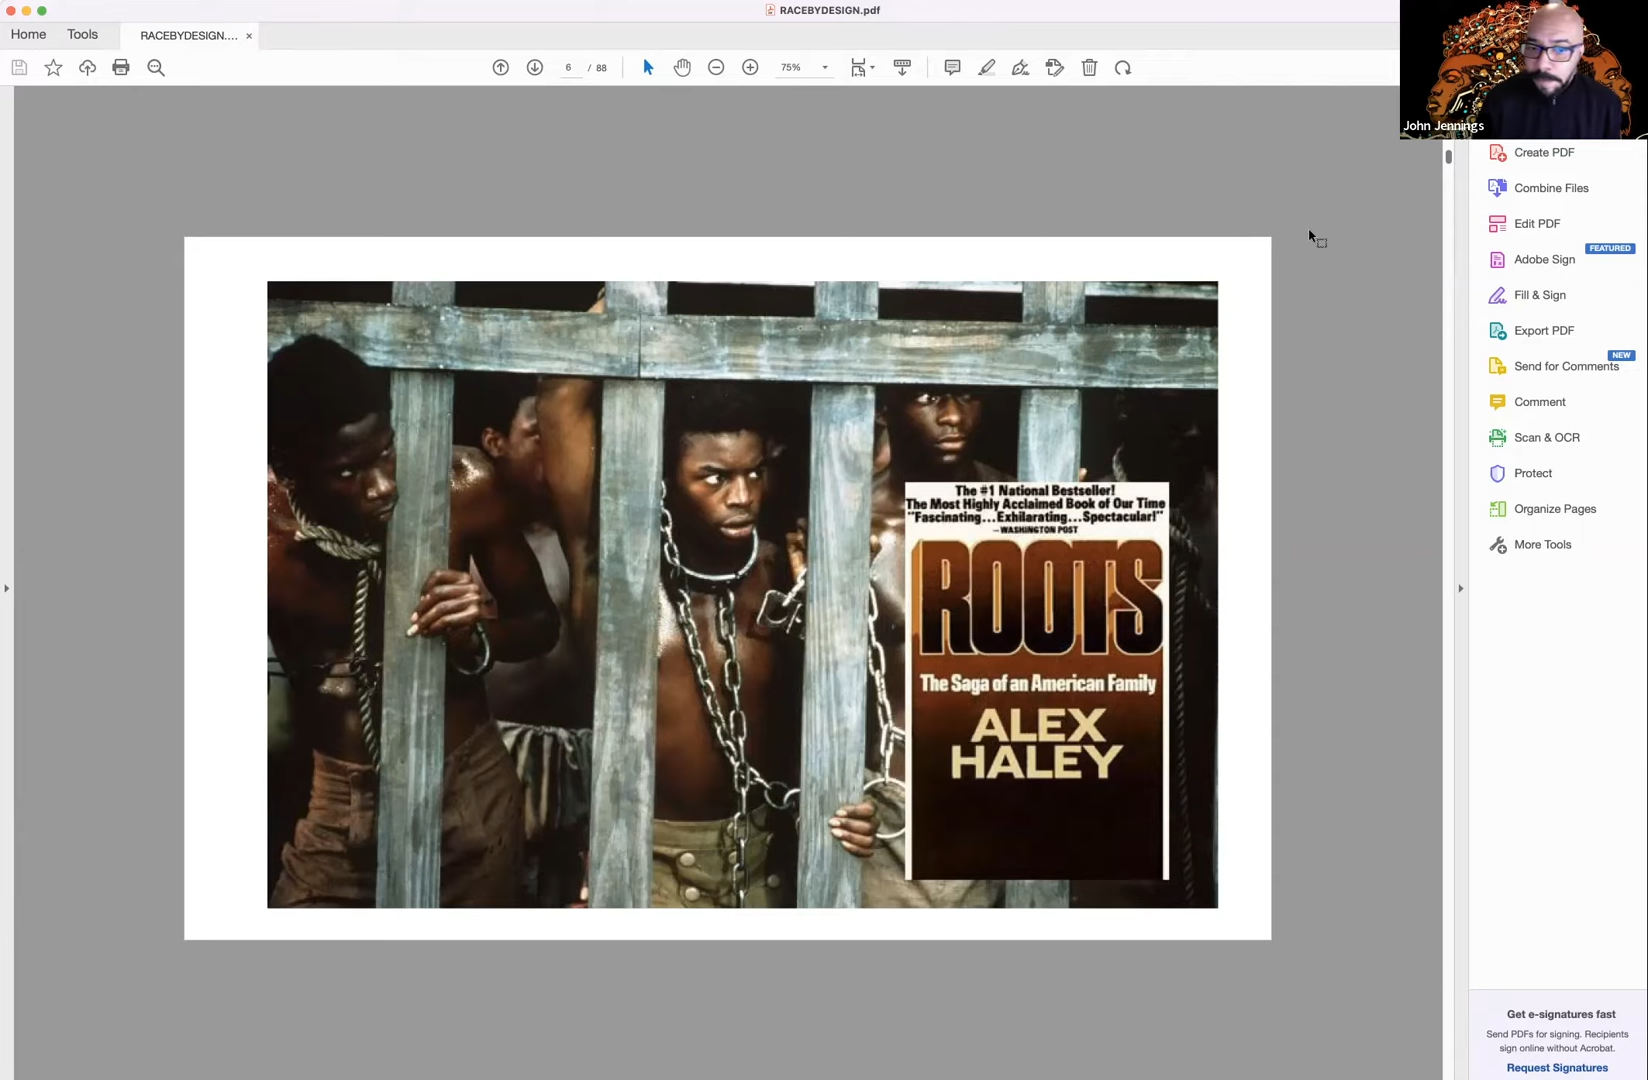 RACEBYDESIGN.pdf
Home
Tools
RACEBYDESIGN....
6 / 88
75%
John Jennings
Create PDF
Combine Files
Edit PDF
FEATURED
Adobe Sign
Fill & Sign
Export PDF
NEW
Send for Comments
Comment
Scan & OCR
Protect
Organize Pages
More Tools
The #1 National Bestseller!
The Most Highly Acclaimed Book of Our Time
"Fascinating...Exhilarating...Spectacular!"
—WASHINGTON POST
ROOTS
The Saga of an American Family
ALEX
HALEY
Get e-signatures fast
Send PDFs for signing. Recipients
sign online without Acrobat.
Request Signatures